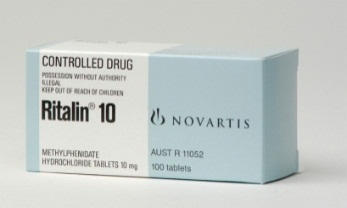 CONTROLLED DRUG
POSSESSION WITHOUT AUTHORITY
ILLEGAL
KEEP OUT OF REACH OF CHILDREN
Ritalin® 10
METHYLPHENIDATE
HYDROCHLORIDE TABLETS 10 mg
NOVARTIS
AUST R 11052
100 tablets